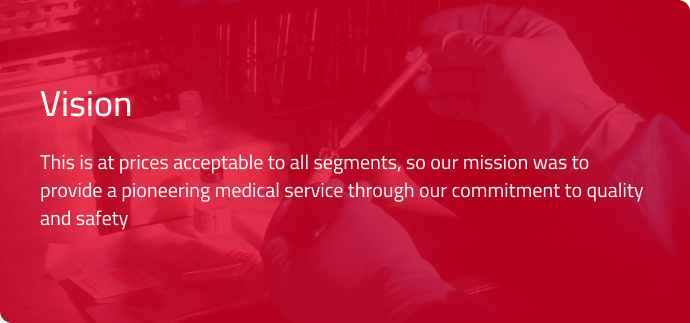 Vision
This is at prices acceptable to all segments, so our mission was to
provide a pioneering medical service through our commitment to quality
and safety